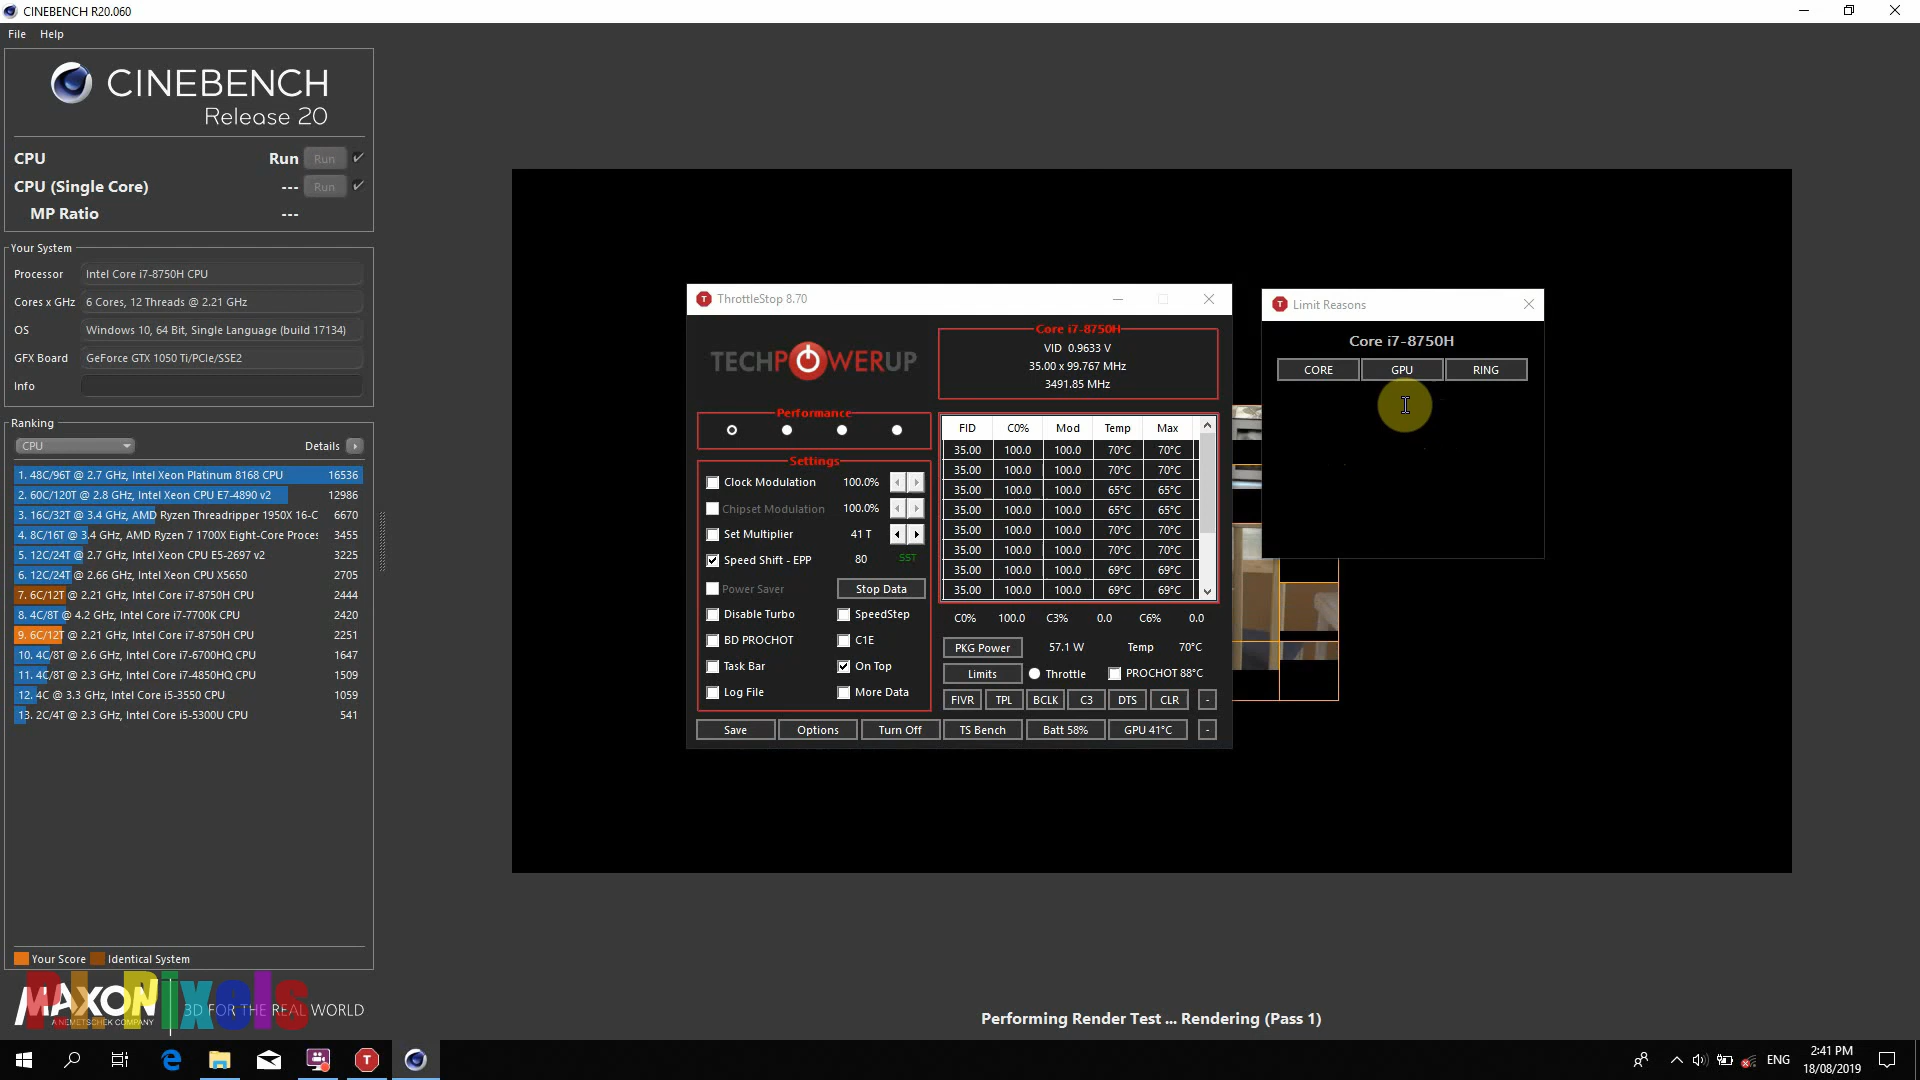 CINEBENCH R20.060
File Help
CINEBENCH
Release 20
CPU Run Run
CPU (Single Core) --- Run
MP Ratio ---
Your System
Processor Intel Core i7-8750H CPU
Cores x GHz 6 Cores, 12 Threads @ 2.21 GHz
OS Windows 10, 64 Bit, Single Language (build 17134)
GFX Board GeForce GTX 1050 Ti/PCIe/SSE2
Info
Ranking
CPU Details
1. 48C/96T @ 2.7 GHz, Intel Xeon Platinum 8168 CPU 16536
2. 60C/120T @ 2.8 GHz, Intel Xeon CPU E7-4890 v2 12986
3. 16C/32T @ 3.4 GHz, AMD Ryzen Threadripper 1950X 16-C 6670
4. 8C/16T @ 3.4 GHz, AMD Ryzen 7 1700X Eight-Core Proces 3455
5. 12C/24T @ 2.7 GHz, Intel Xeon CPU E5-2697 v2 3225
6. 12C/24T @ 2.66 GHz, Intel Xeon CPU X5650 2705
7. 6C/12T @ 2.21 GHz, Intel Core i7-8750H CPU 2444
8. 4C/8T @ 4.2 GHz, Intel Core i7-7700K CPU 2420
9. 6C/12T @ 2.21 GHz, Intel Core i7-8750H CPU 2251
10. 4C/8T @ 2.6 GHz, Intel Core i7-6700HQ CPU 1647
11. 4C/8T @ 2.3 GHz, Intel Core i7-4850HQ CPU 1509
12. 4C @ 3.3 GHz, Intel Core i5-3550 CPU 1059
13. 2C/4T @ 2.3 GHz, Intel Core i5-5300U CPU 541
Your Score Identical System
MAXON 3D FOR THE REAL WORLD
A NEMETSCHEK COMPANY
Pixels
ThrottleStop 8.70
TECHPOWERUP
Core i7-8750H
VID 0.9633 V
35.00 x 99.767 MHz
3491.85 MHz
Performance
Settings
Clock Modulation 100.0%
Chipset Modulation 100.0%
Set Multiplier 41 T
Speed Shift - EPP 80 SST
Power Saver Stop Data
Disable Turbo SpeedStep
BD PROCHOT C1E
Task Bar On Top
Log File More Data
FID C0% Mod Temp Max
35.00 100.0 100.0 70°C 70°C
35.00 100.0 100.0 70°C 70°C
35.00 100.0 100.0 65°C 65°C
35.00 100.0 100.0 65°C 65°C
35.00 100.0 100.0 70°C 70°C
35.00 100.0 100.0 70°C 70°C
35.00 100.0 100.0 69°C 69°C
35.00 100.0 100.0 69°C 69°C
C0% 100.0 C3% 0.0 C6% 0.0
PKG Power 57.1 W Temp 70°C
Limits Throttle PROCHOT 88°C
FIVR TPL BCLK C3 DTS CLR -
Save Options Turn Off TS Bench Batt 58% GPU 41°C -
Limit Reasons
Core i7-8750H
CORE GPU RING
Performing Render Test ... Rendering (Pass 1)
ENG
2:41 PM
18/08/2019